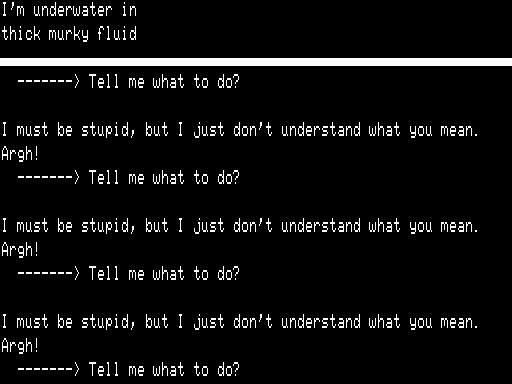 I'm underwater in
thick murky fluid
-------> Tell me what to do?
I must be stupid, but I just don't understand what you mean.
Argh!
-------> Tell me what to do?
I must be stupid, but I just don't understand what you mean.
Argh!
-------> Tell me what to do?
I must be stupid, but I just don't understand what you mean.
Argh!
-------> Tell me what to do?